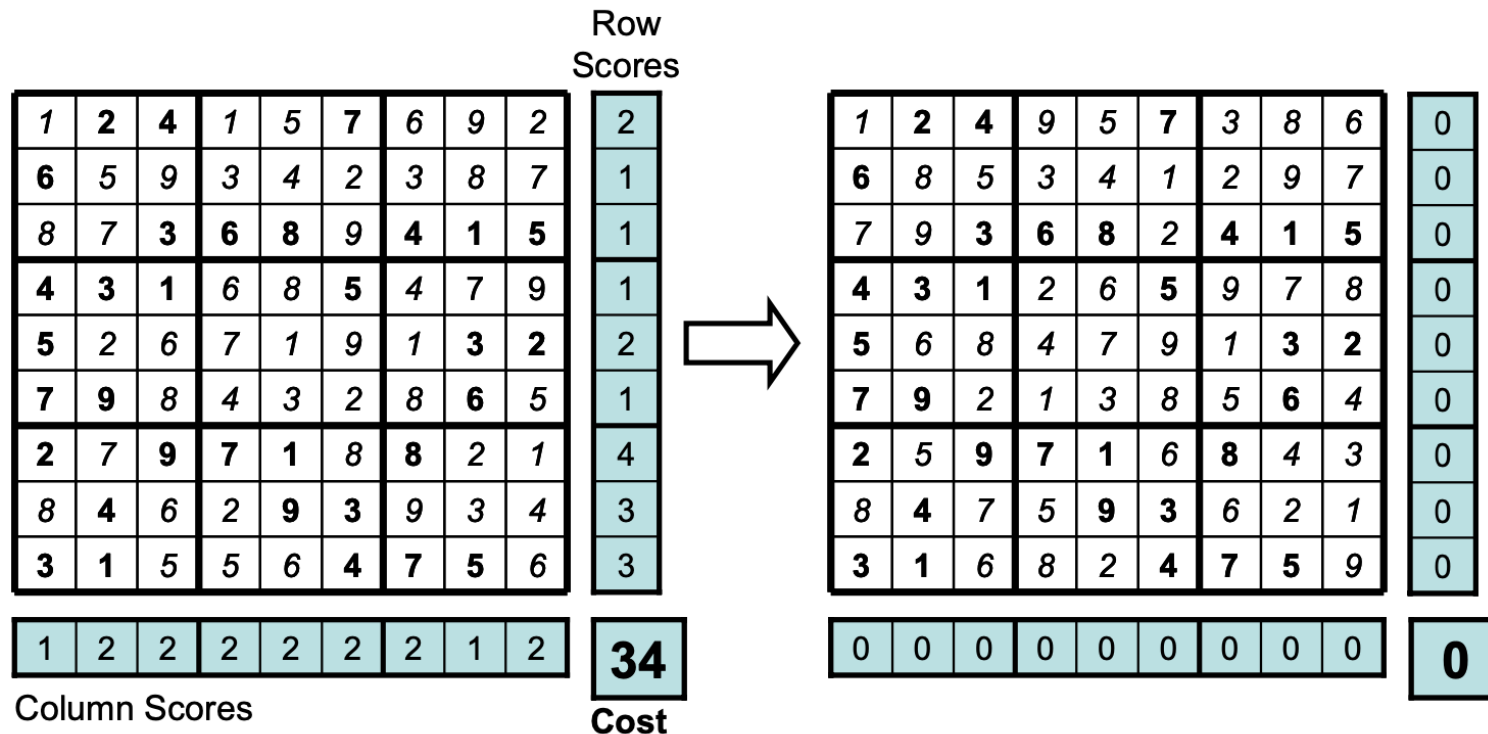 Row
Scores
1 2 4 1 5 7 6 9 2 2
6 5 9 3 4 2 3 8 7 1
8 7 3 6 8 9 4 1 5 1
4 3 1 6 8 5 4 7 9 1
5 2 6 7 1 9 1 3 2 2
7 9 8 4 3 2 8 6 5 1
2 7 9 7 1 8 8 2 1 4
8 4 6 2 9 3 9 3 4 3
3 1 5 5 6 4 7 5 6 3
1 2 2 2 2 2 2 1 2 34
Column Scores
Cost
1 2 4 9 5 7 3 8 6 0
6 8 5 3 4 1 2 9 7 0
7 9 3 6 8 2 4 1 5 0
4 3 1 2 6 5 9 7 8 0
5 6 8 4 7 9 1 3 2 0
7 9 2 1 3 8 5 6 4 0
2 5 9 7 1 6 8 4 3 0
8 4 7 5 9 3 6 2 1 0
3 1 6 8 2 4 7 5 9 0
0 0 0 0 0 0 0 0 0 0